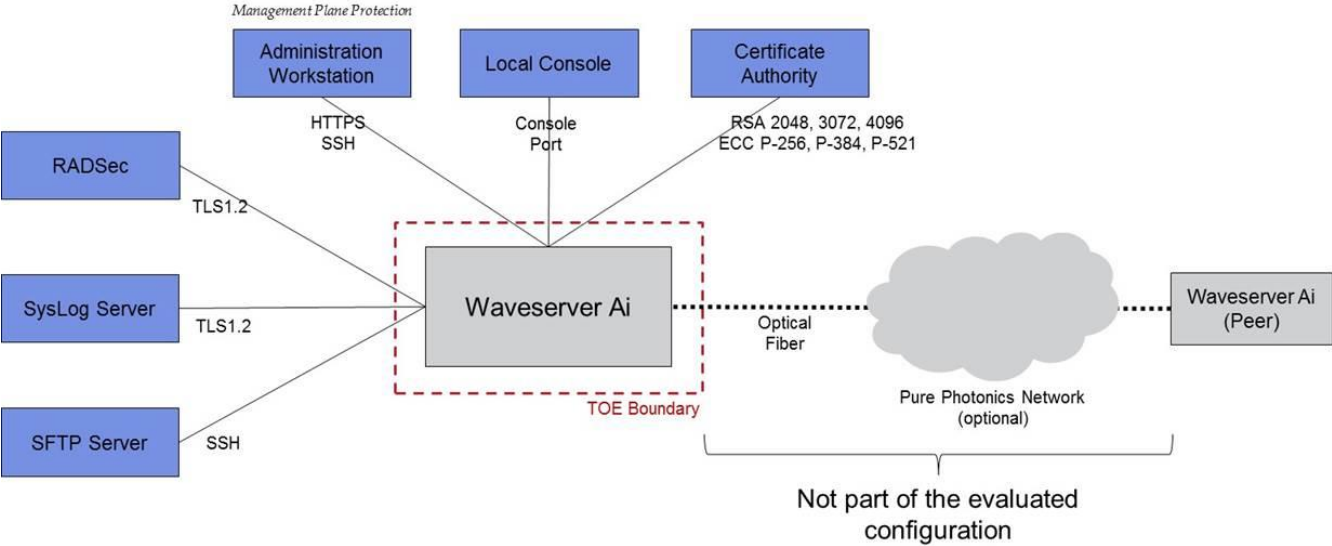 Management Plane Protection
Administration
Workstation
Local Console
Certificate
Authority
HTTPS
SSH
Console
Port
RSA 2048, 3072, 4096
ECC P-256, P-384, P-521
RADSec
TLS1.2
SysLog Server
TLS1.2
SFTP Server
SSH
Waveserver Ai
TOE Boundary
Optical
Fiber
Pure Photonics Network
(optional)
Waveserver Ai
(Peer)
Not part of the evaluated
configuration